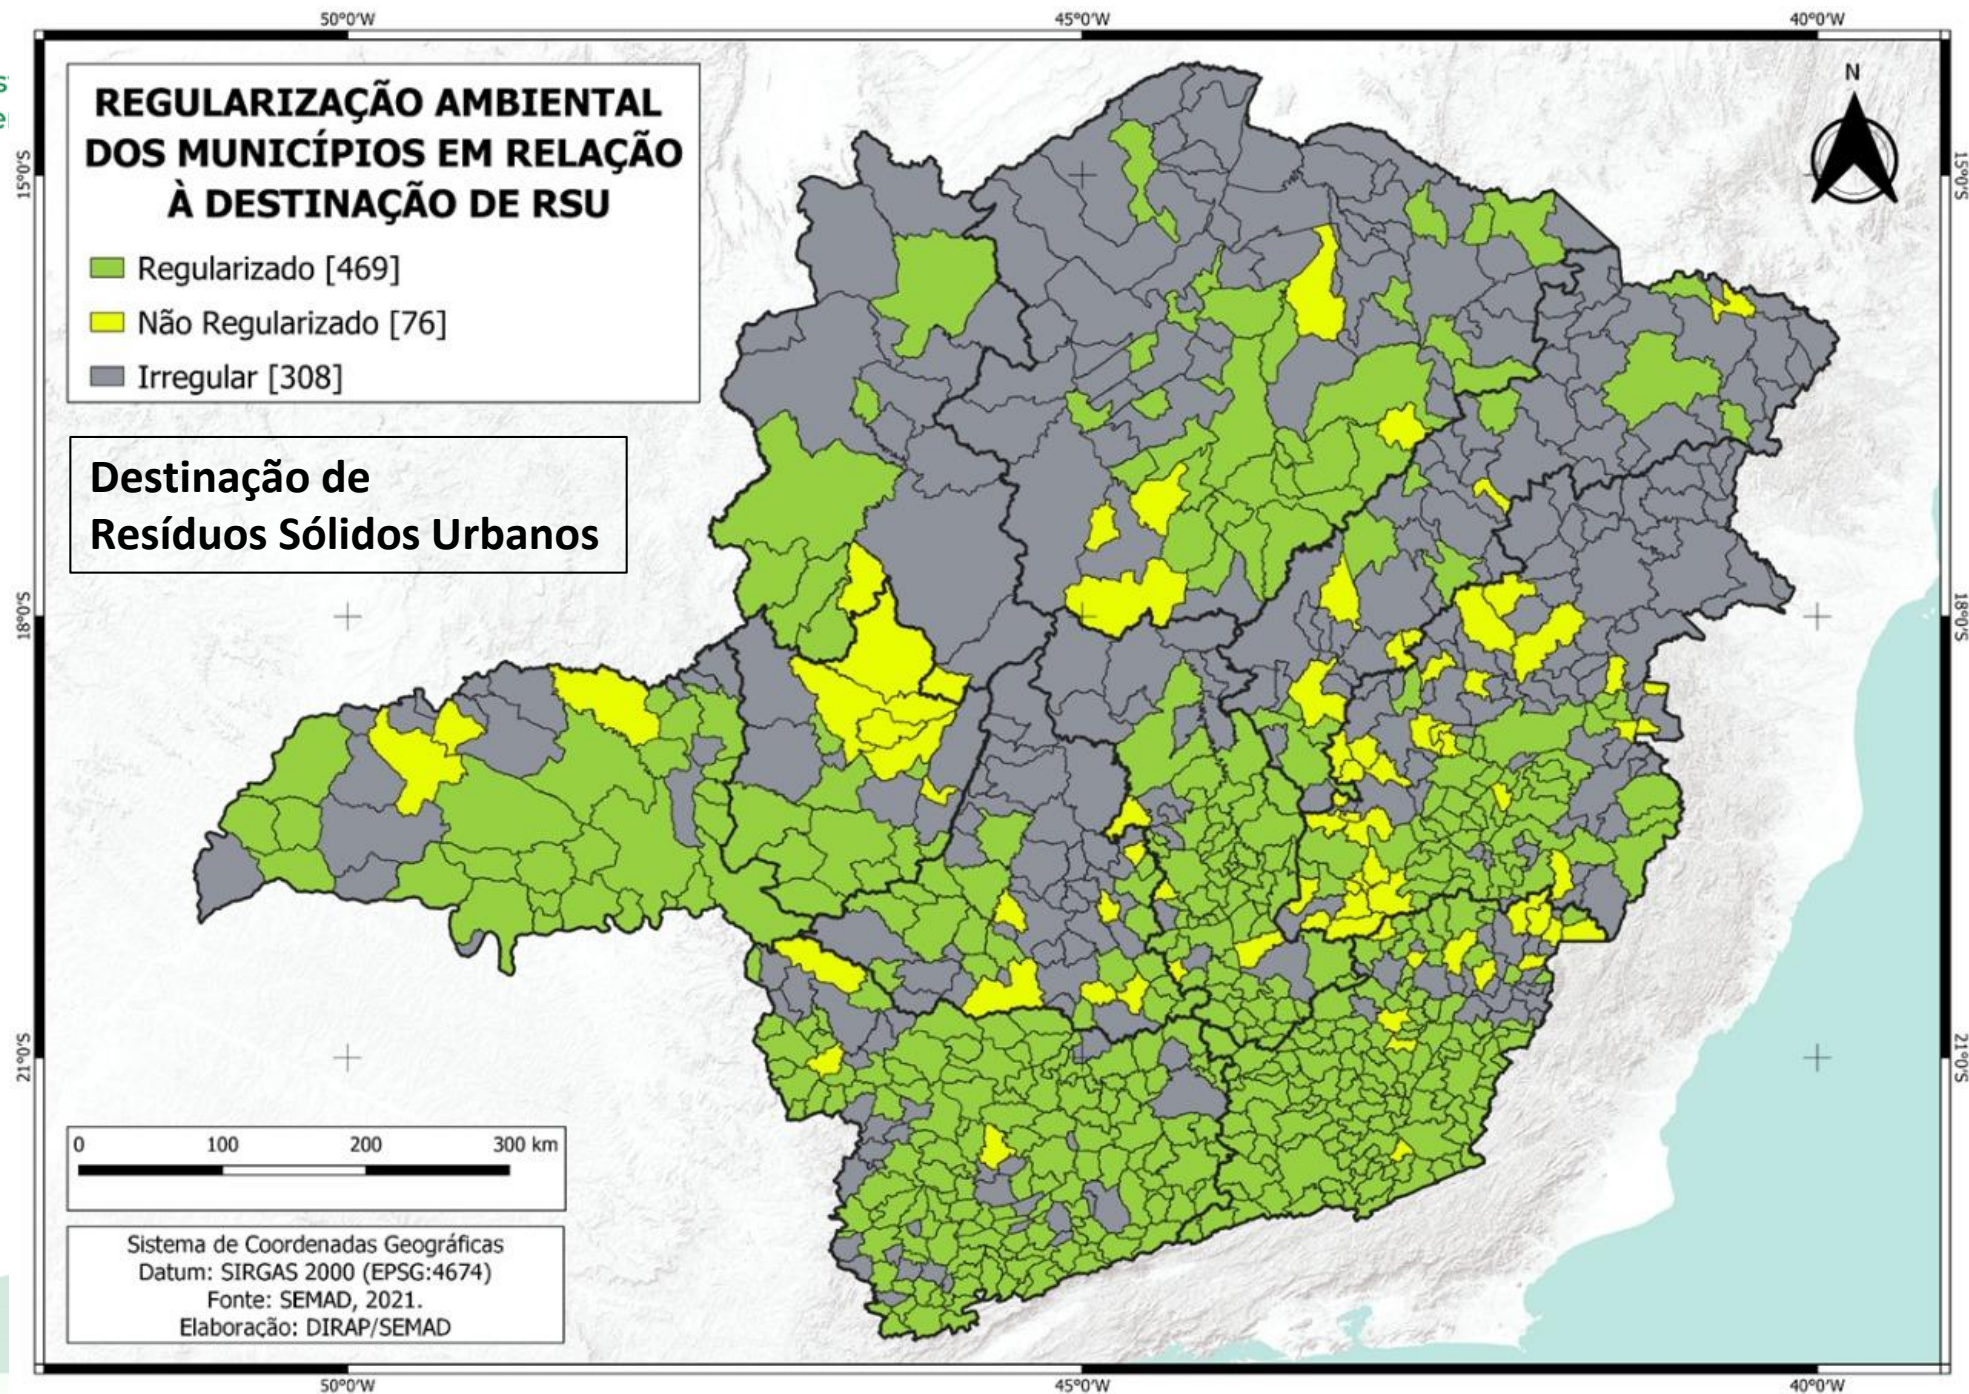 50°0'W 45°0'W 40°0'W
REGULARIZAÇÃO AMBIENTAL
DOS MUNICÍPIOS EM RELAÇÃO
À DESTINAÇÃO DE RSU
Regularizado [469]
Não Regularizado [76]
Irregular [308]
N
15°0'S 15°0'S
Destinação de
Resíduos Sólidos Urbanos
18°0'S 18°0'S
21°0'S 21°0'S
0 100 200 300 km
Sistema de Coordenadas Geográficas
Datum: SIRGAS 2000 (EPSG:4674)
Fonte: SEMAD, 2021.
Elaboração: DIRAP/SEMAD
50°0'W 45°0'W 40°0'W